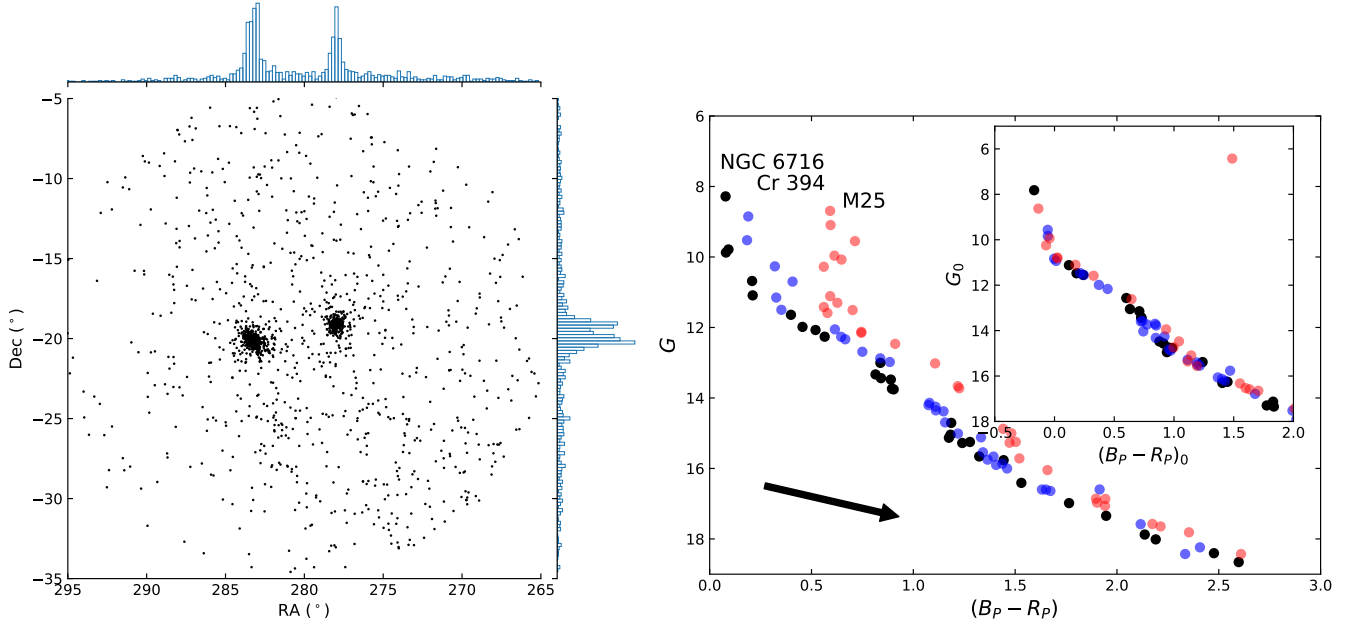 −5
−10
−15
−20
−25
−30
−35
Dec (°)
295 290 285 280 275 270 265
RA (°)
6
8
10
12
14
16
18
G
0.0 0.5 1.0 1.5 2.0 2.5 3.0
(B_P − R_P)
NGC 6716
Cr 394
M25
6
8
10
12
14
16
18
G_0
−0.5 0.0 0.5 1.0 1.5 2.0
(B_P − R_P)_0